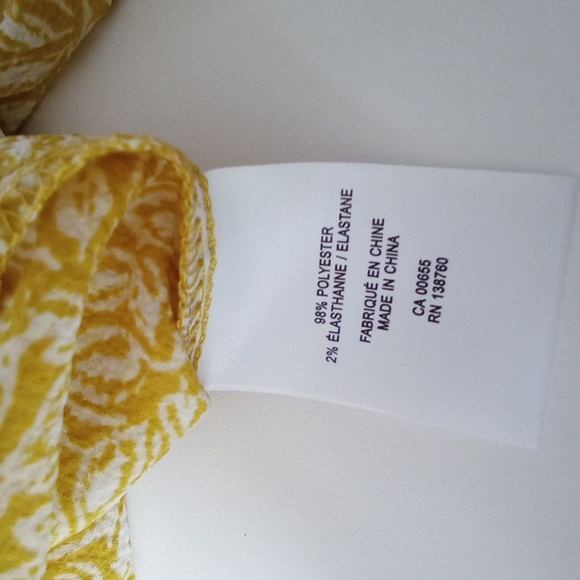 98% POLYESTER
2% ÉLASTHANNE / ELASTANE
FABRIQUÉ EN CHINE
MADE IN CHINA
CA 00655
RN 138760